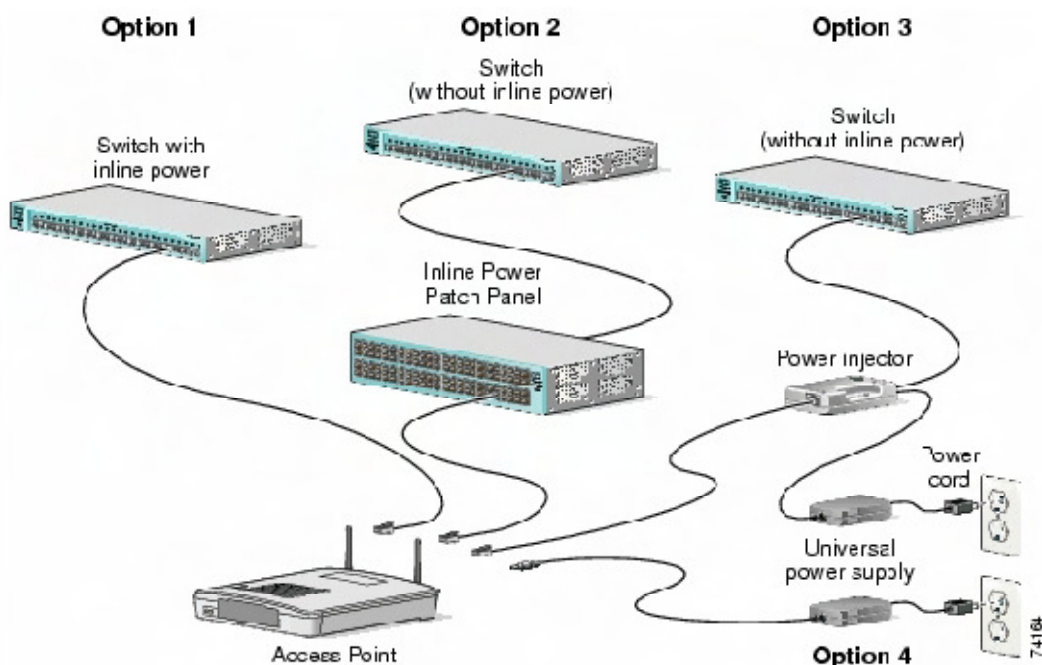 Option 1
Option 2
Option 3
Switch
(without inline power)
Switch with
inline power
Switch
(without inline power)
Inline Power
Patch Panel
Power injector
Power
cord
Universal
power supply
Access Point
Option 4
74164